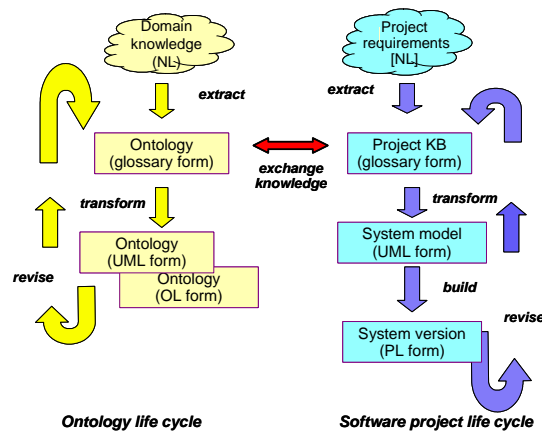 Domain
knowledge
(NL)
extract
Ontology
(glossary form)
transform
Ontology
(UML form)
Ontology
(OL form)
revise
Ontology life cycle
exchange
knowledge
Project
requirements
[NL]
extract
Project KB
(glossary form)
transform
System model
(UML form)
build
System version
(PL form)
revise
Software project life cycle